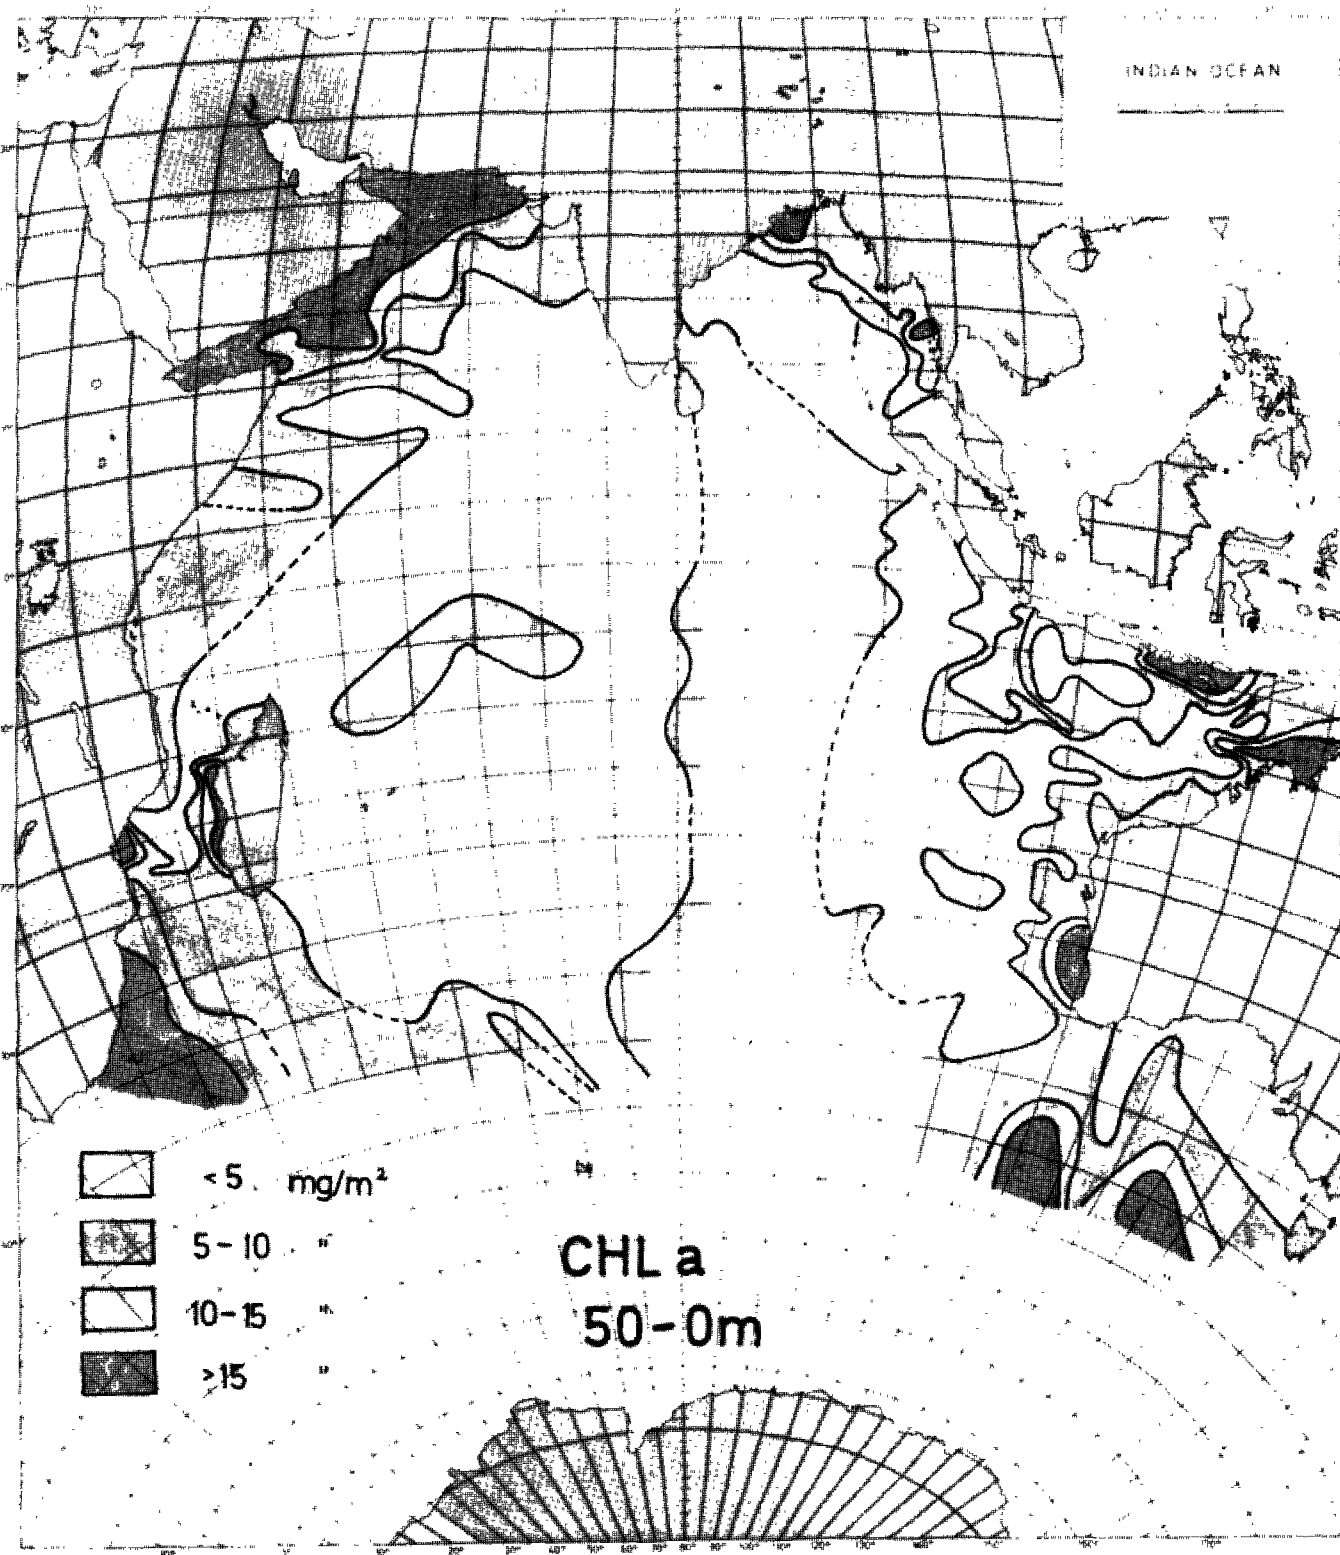 INDIAN OCEAN
<5 mg/m²
5-10 "
10-15 "
>15 "
CHL a
50-0m